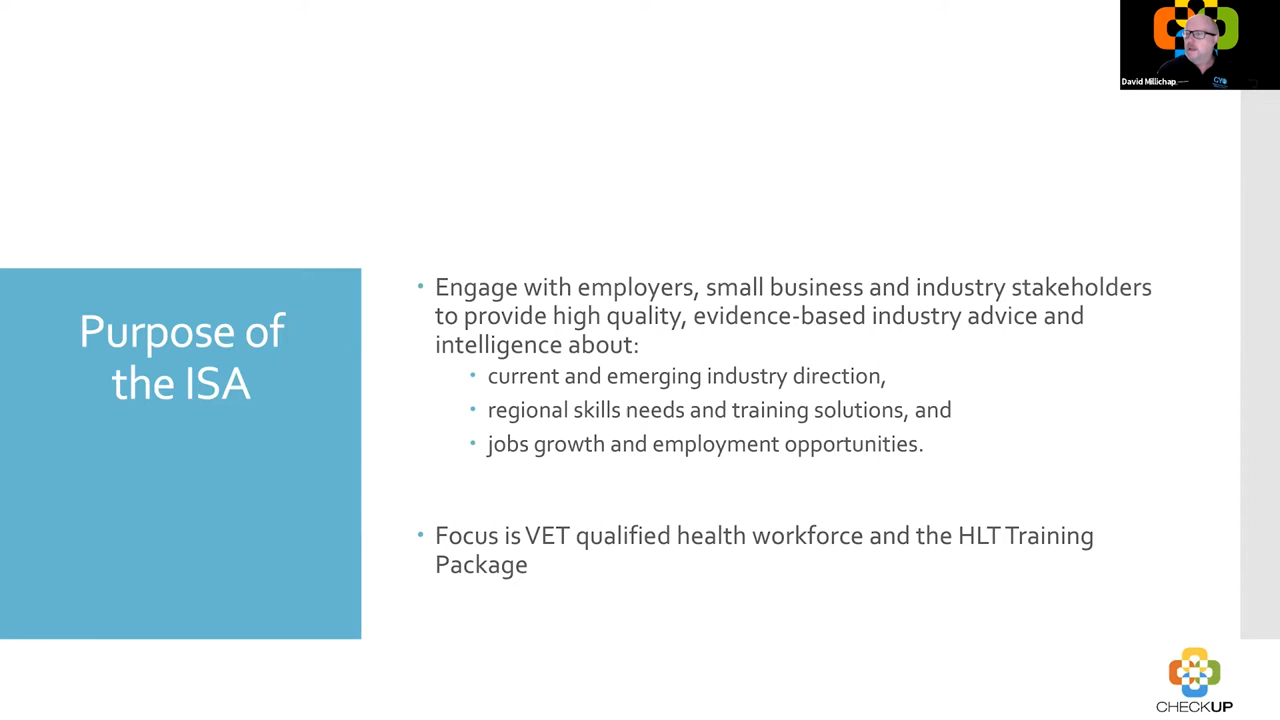 David Millichap
Purpose of
the ISA
• Engage with employers, small business and industry stakeholders
to provide high quality, evidence-based industry advice and
intelligence about:
• current and emerging industry direction,
• regional skills needs and training solutions, and
• jobs growth and employment opportunities.
• Focus is VET qualified health workforce and the HLT Training
Package
CHECKUP